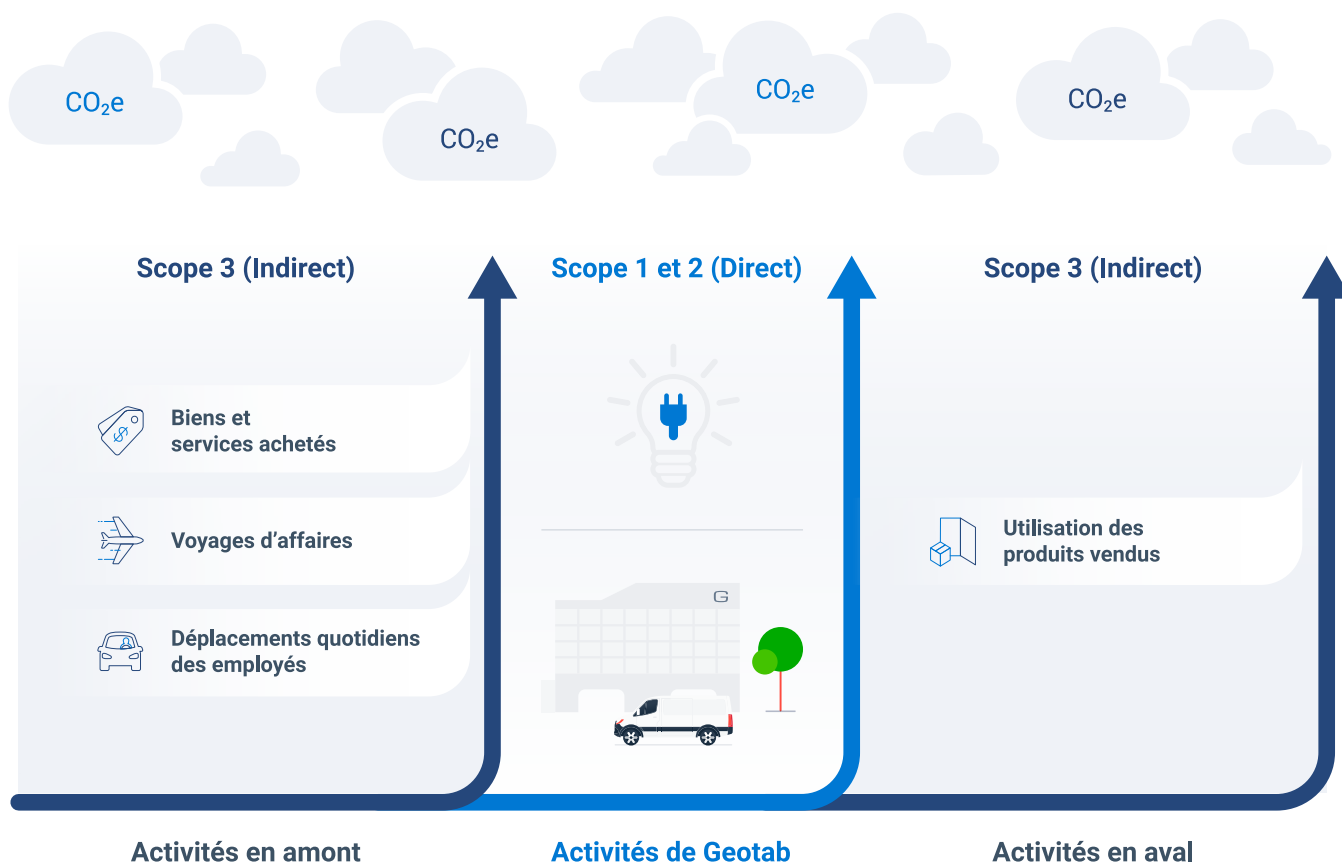 CO₂e
CO₂e
CO₂e
CO₂e
Scope 3 (Indirect)
Scope 1 et 2 (Direct)
Scope 3 (Indirect)
Biens et
services achetés
Voyages d’affaires
Déplacements quotidiens
des employés
G
Utilisation des
produits vendus
Activités en amont
Activités de Geotab
Activités en aval